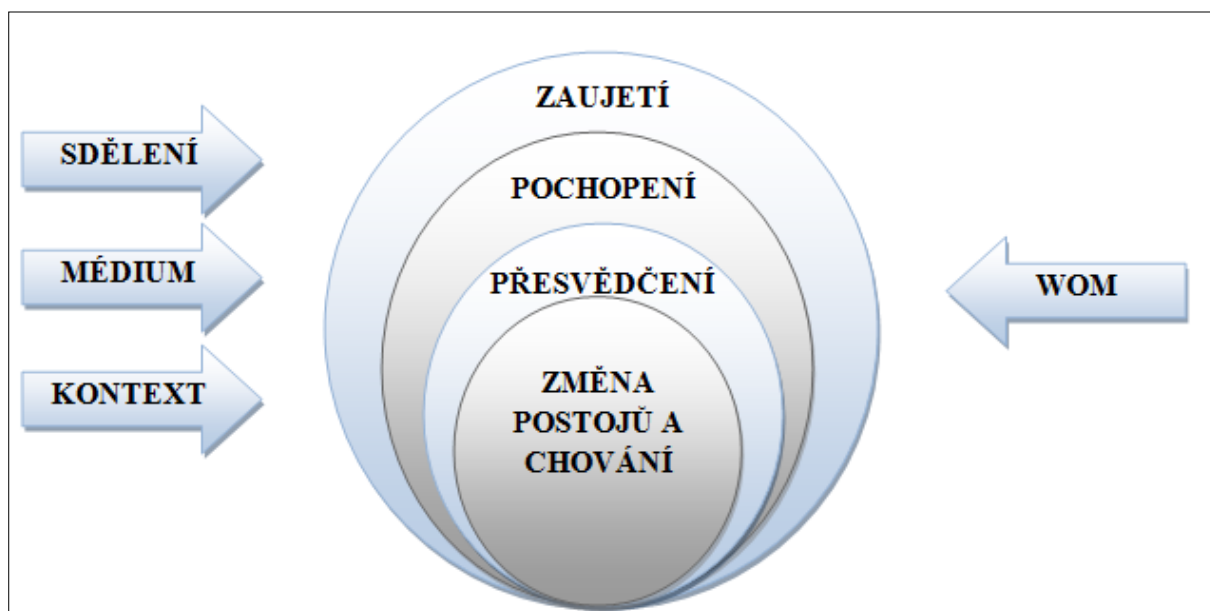 ZAUJETÍ
SDĚLENÍ
POCHOPENÍ
MÉDIUM
PŘESVĚDČENÍ
WOM
KONTEXT
ZMĚNA
POSTOJŮ A
CHOVÁNÍ